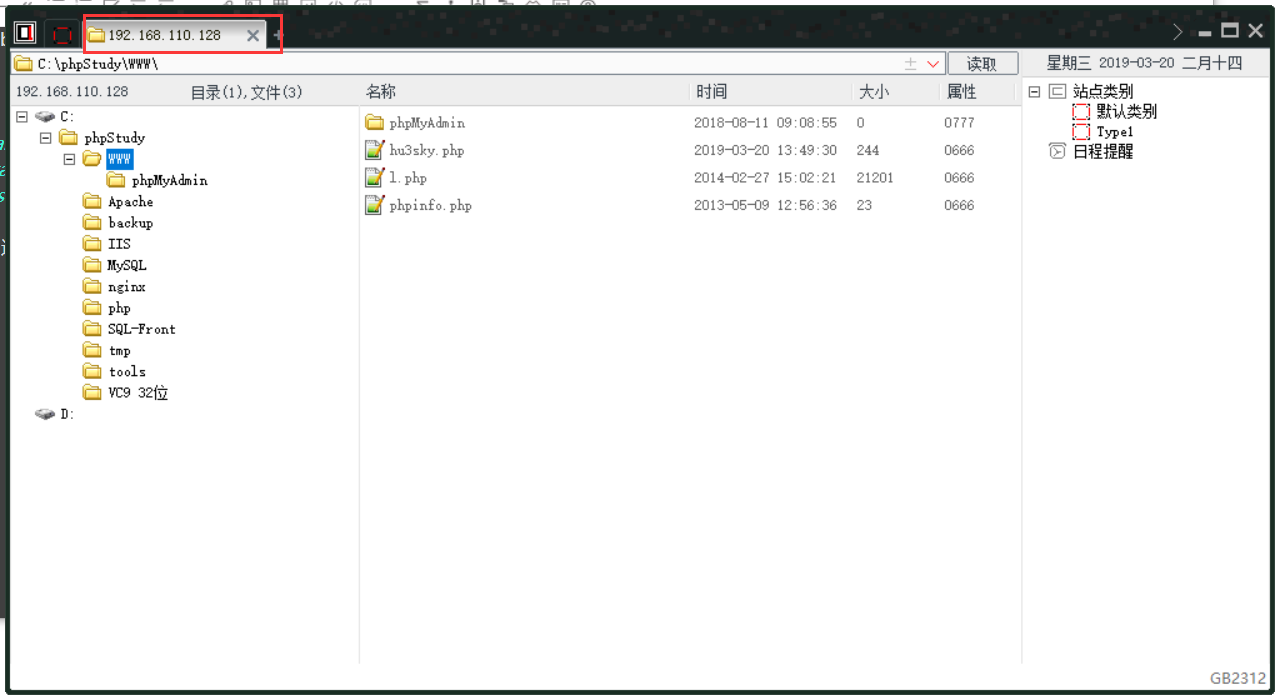 192.168.110.128
C:\phpStudy\WWW\
读取
星期三 2019-03-20 二月十四
192.168.110.128 目录(1),文件(3)
名称 时间 大小 属性
C:
phpStudy
WWW
phpMyAdmin
Apache
backup
IIS
MySQL
nginx
php
SQL-Front
tmp
tools
VC9 32位
D:
phpMyAdmin 2018-08-11 09:08:55 0 0777
hu3sky.php 2019-03-20 13:49:30 244 0666
l.php 2014-02-27 15:02:21 21201 0666
phpinfo.php 2013-05-09 12:56:36 23 0666
站点类别
默认类别
Type1
日程提醒
GB2312